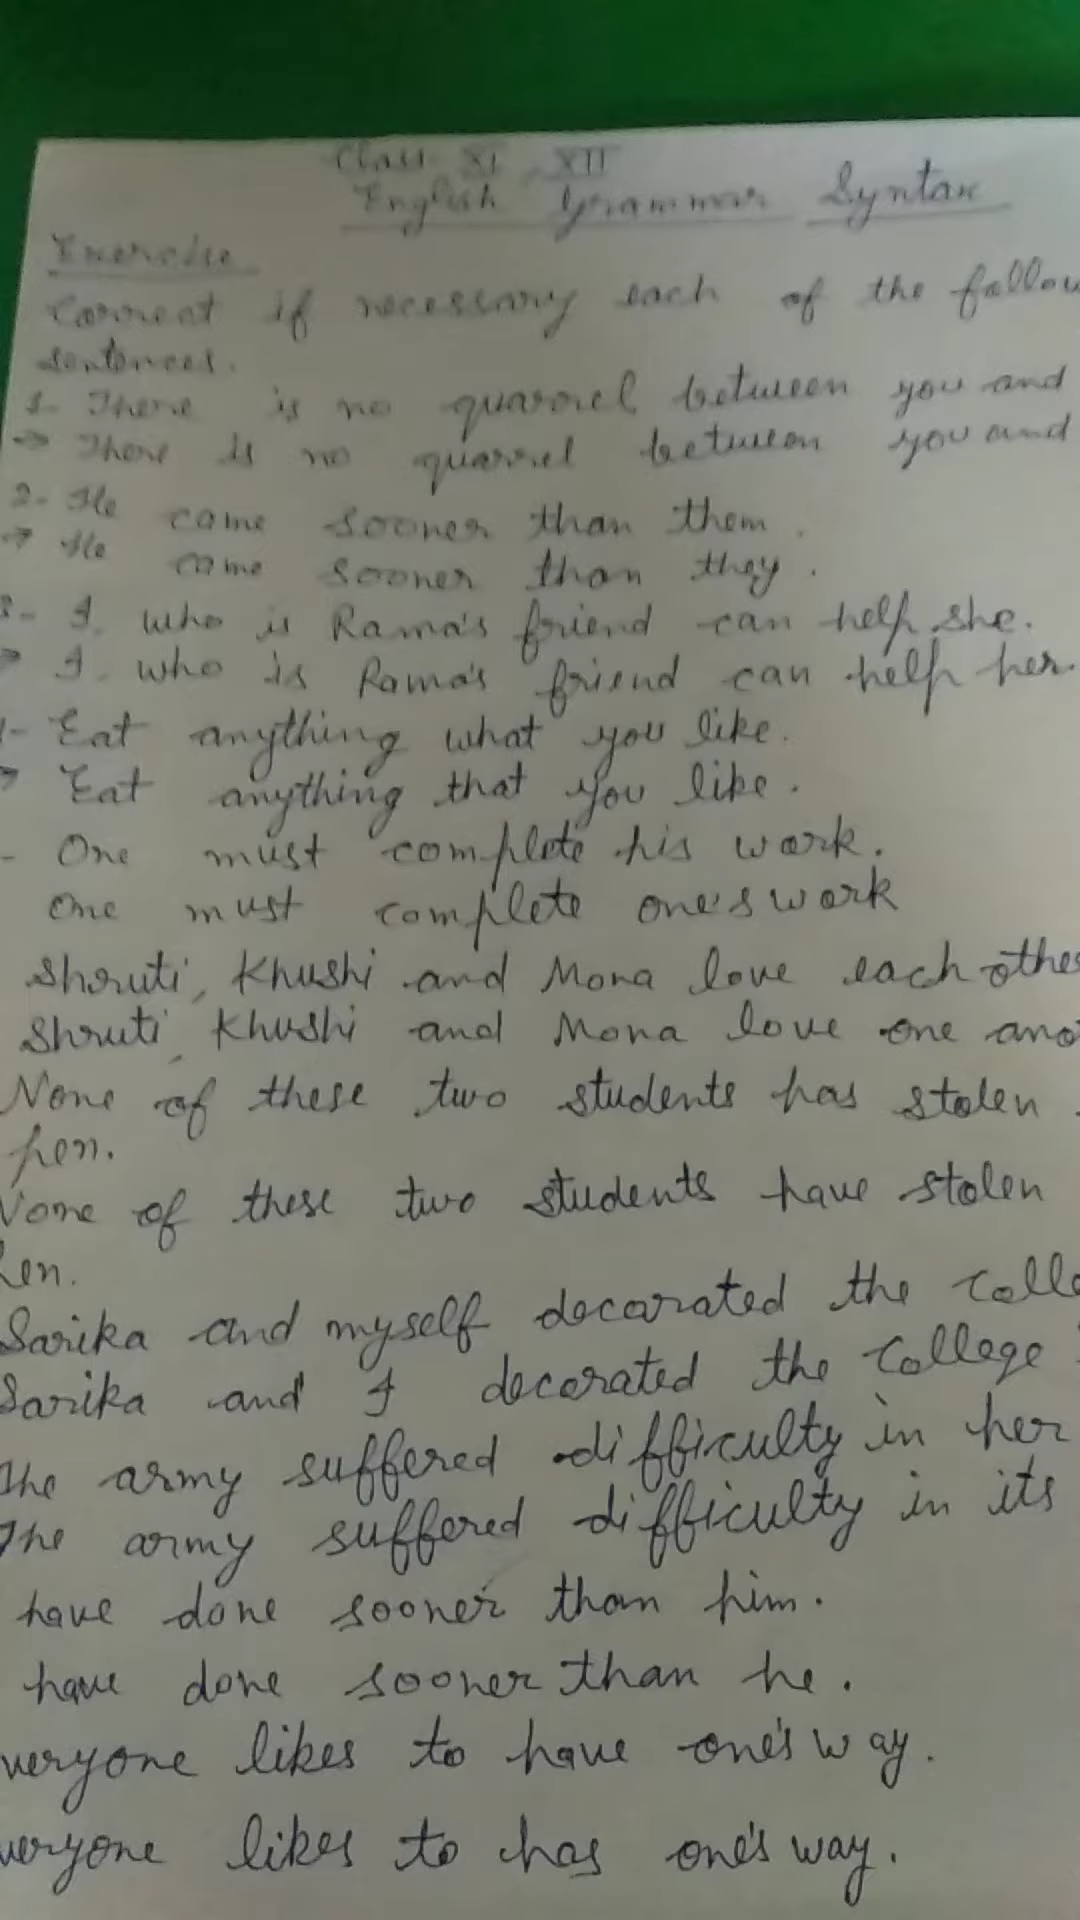 Class XI, XII
English Grammar Syntax
Exercise
Correct if necessary each of the follow
sentences.
1- There is no quarrel between you and
→ There is no quarrel between you and
2- He came sooner than them.
→ He came sooner than they.
3- I. who is Rama's friend can help she.
→ I. who is Rama's friend can help her.
- Eat anything what you like.
→ Eat anything that you like.
- One must complete his work.
One must complete one's work
Shruti, Khushi and Mona love each othe
Shruti, Khushi and Mona love one ano
None of these two students has stolen
pen.
None of these two students have stolen
en.
Sarika and myself decorated the colle
Sarika and I decorated the college
The army suffered difficulty in her
The army suffered difficulty in its
have done sooner than him.
have done sooner than he.
veryone likes to have one's way.
veryone likes to has one's way.